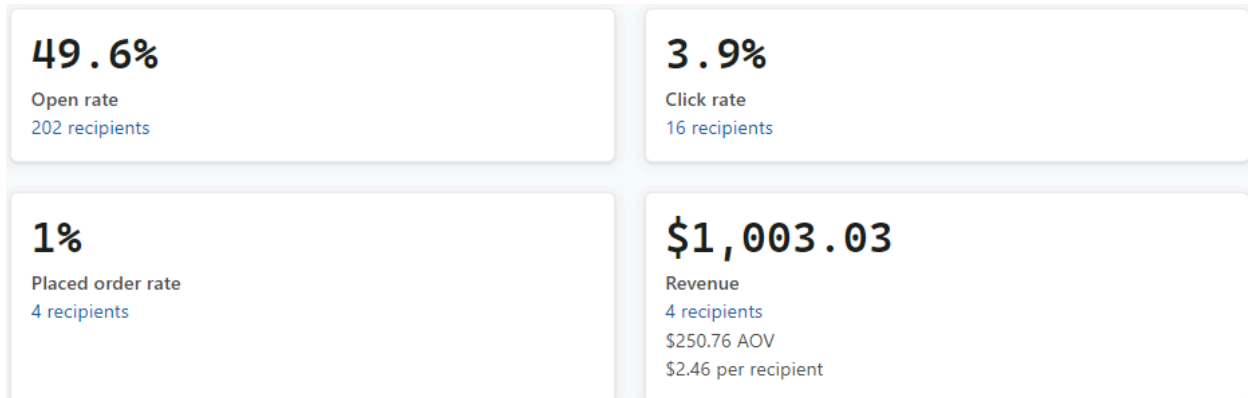 49.6%
Open rate
202 recipients
3.9%
Click rate
16 recipients
1%
Placed order rate
4 recipients
$1,003.03
Revenue
4 recipients
$250.76 AOV
$2.46 per recipient